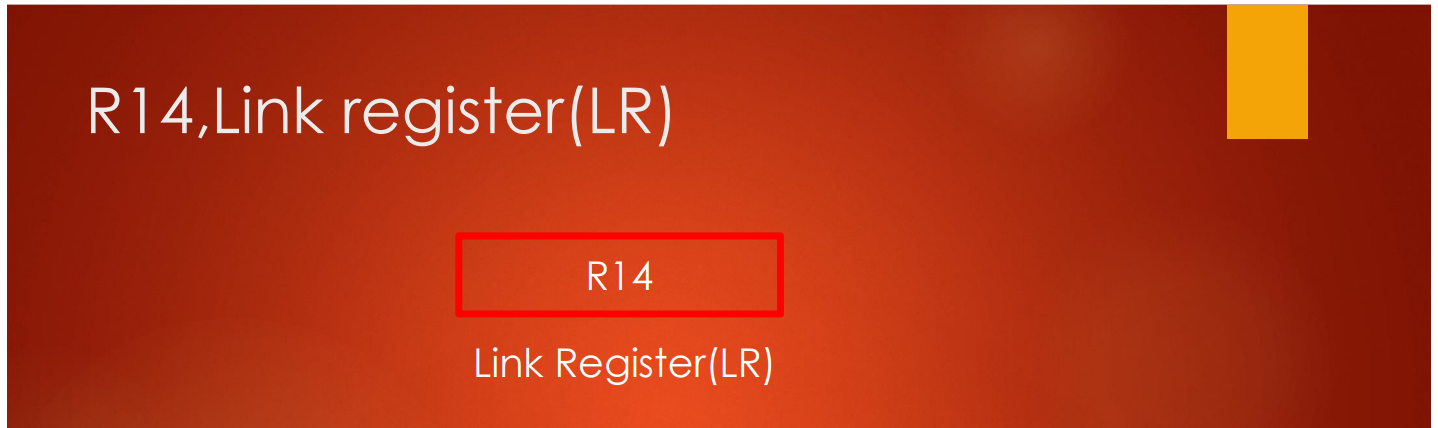 R14,Link register(LR)
R14
Link Register(LR)